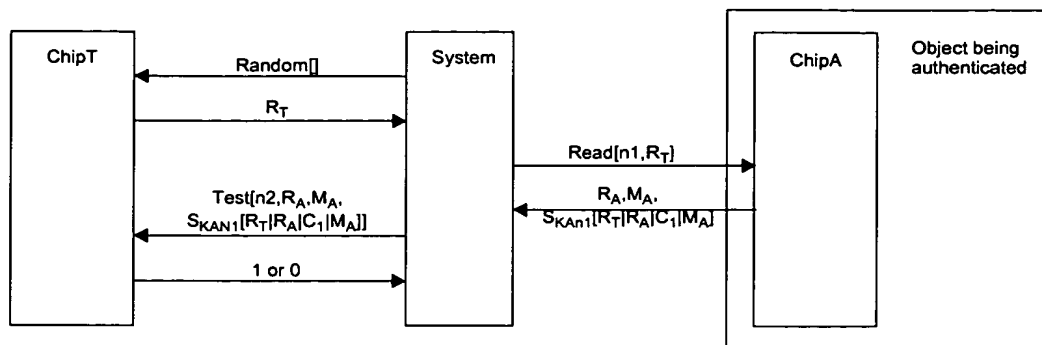 ChipT
System
ChipA
Object being
authenticated
Random[]
R_T
Read[n1,R_T]
R_A,M_A,
S_KAn1[R_T|R_A|C_1|M_A]
Test[n2,R_A,M_A,
S_KAN1[R_T|R_A|C_1|M_A]]
1 or 0